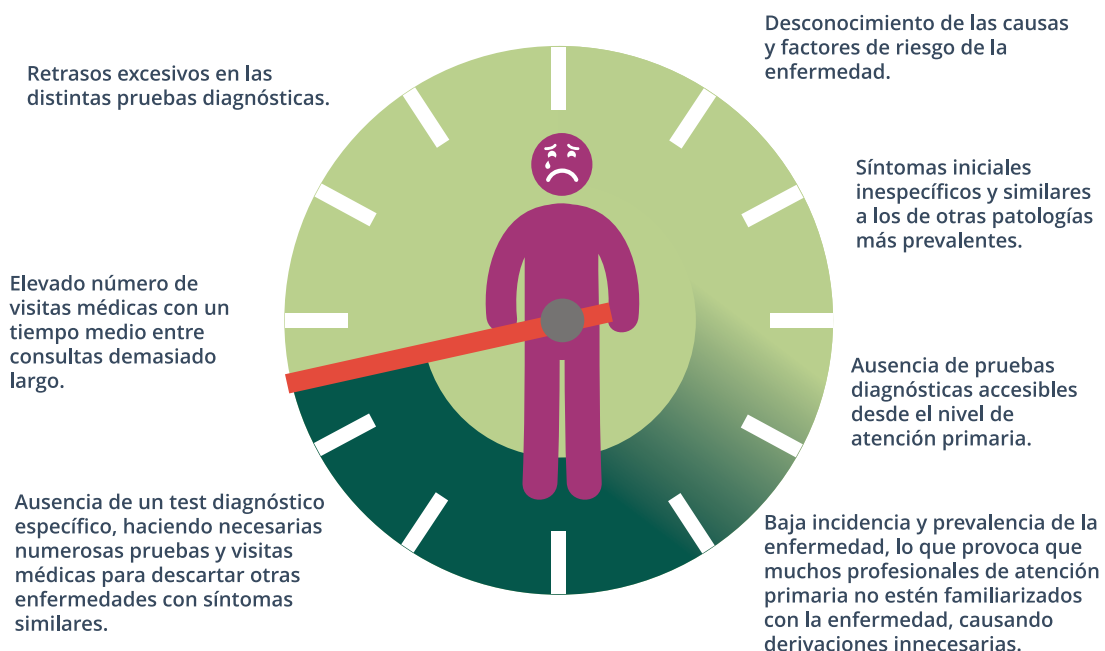 Desconocimiento de las causas
y factores de riesgo de la
enfermedad.
Síntomas iniciales
inespecíficos y similares
a los de otras patologías
más prevalentes.
Ausencia de pruebas
diagnósticas accesibles
desde el nivel de
atención primaria.
Baja incidencia y prevalencia de la
enfermedad, lo que provoca que
muchos profesionales de atención
primaria no estén familiarizados
con la enfermedad, causando
derivaciones innecesarias.
Ausencia de un test diagnóstico
específico, haciendo necesarias
numerosas pruebas y visitas
médicas para descartar otras
enfermedades con síntomas
similares.
Elevado número de
visitas médicas con un
tiempo medio entre
consultas demasiado
largo.
Retrasos excesivos en las
distintas pruebas diagnósticas.